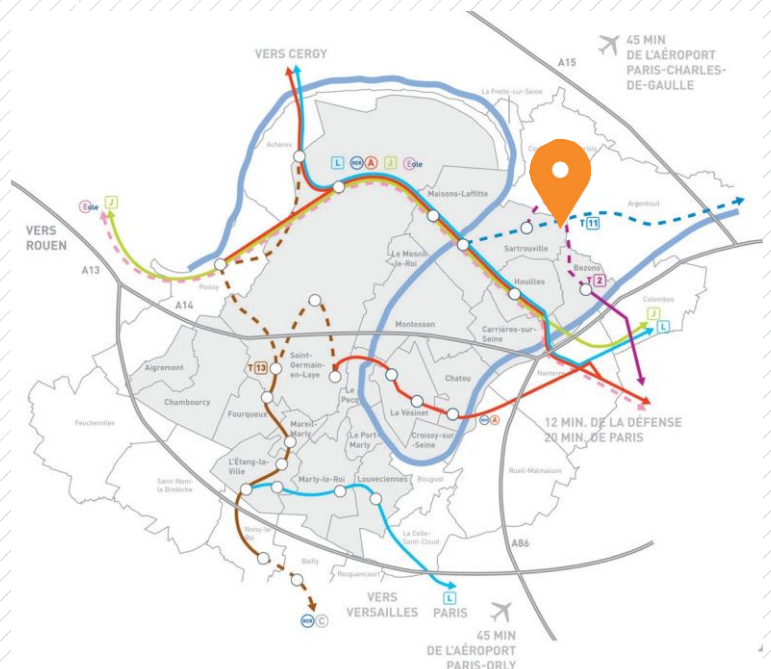 45 MIN
DE L'AÉROPORT
PARIS-CHARLES-
DE-GAULLE
A15
VERS CERGY
La Frette-sur-Seine
Achères
L RER A J Eole
Maisons-Laffitte
Argenteuil
T 11
Sartrouville
Eole J
VERS
ROUEN
A13
Le Mesnil
-le-Roi
Bezons
T 2
Houilles
Poissy
A14
Colombes
J
L
Montesson
Carrières-sur-
Seine
Nanterre
Aigremont
T 13
Saint-
Germain-
en-Laye
Chambourcy
Le
Pecq
Chatou
Le Vésinet
RER A
12 MIN. DE LA DÉFENSE
20 MIN. DE PARIS
Fourqueux
Mareil-
Marly
Feucherolles
Le Port-
Marly
Croissy-sur
-Seine
L'Étang-la-
Ville
Rueil-Malmaison
Saint-Nom-
la Bretèche
Marly-le-Roi
Louveciennes
Bougival
Noisy-le-
Roi
La Celle-
Saint-Cloud
A86
Bailly
Rocquencourt
RER C
VERS
VERSAILLES
L
PARIS
45 MIN
DE L'AÉROPORT
PARIS-ORLY